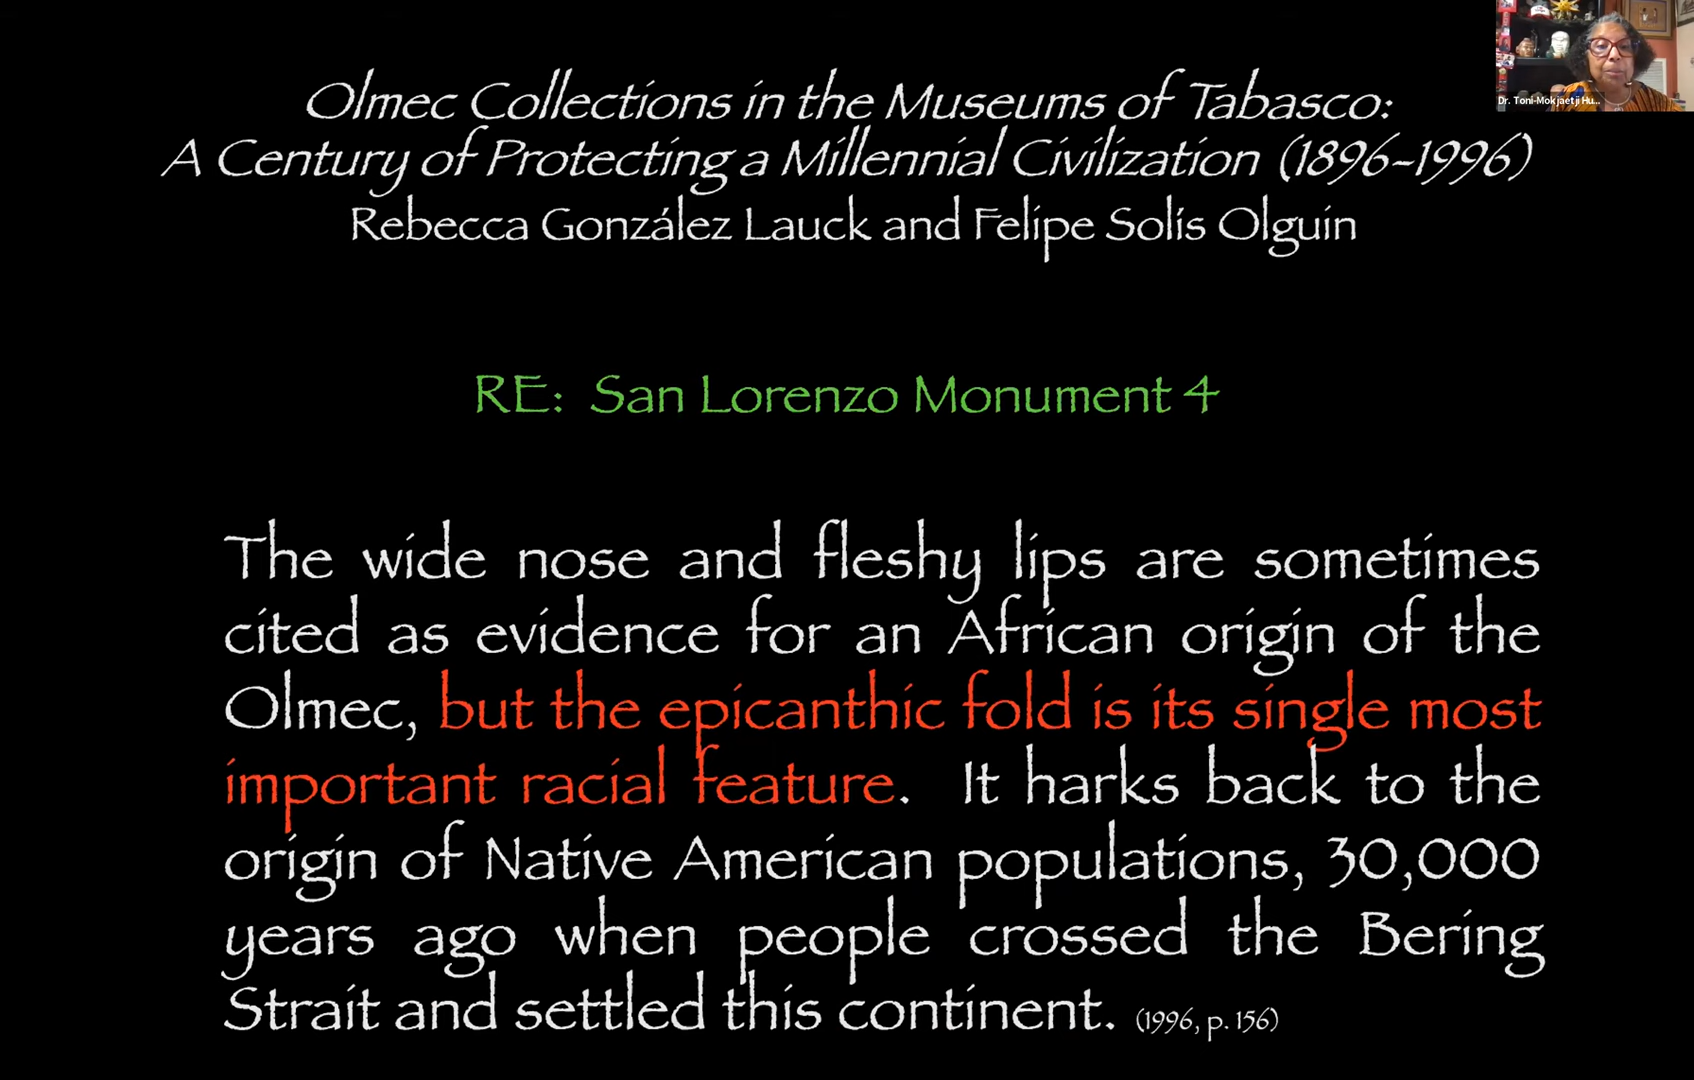 Olmec Collections in the Museums of Tabasco:
A Century of Protecting a Millennial Civilization (1896–1996)
Rebecca González Lauck and Felipe Solís Olguin
RE: San Lorenzo Monument 4
The wide nose and fleshy lips are sometimes
cited as evidence for an African origin of the
Olmec, but the epicanthic fold is its single most
important racial feature. It harks back to the
origin of Native American populations, 30,000
years ago when people crossed the Bering
Strait and settled this continent. (1996, p. 156)
Dr. Toni-Mokjaetji Hu...